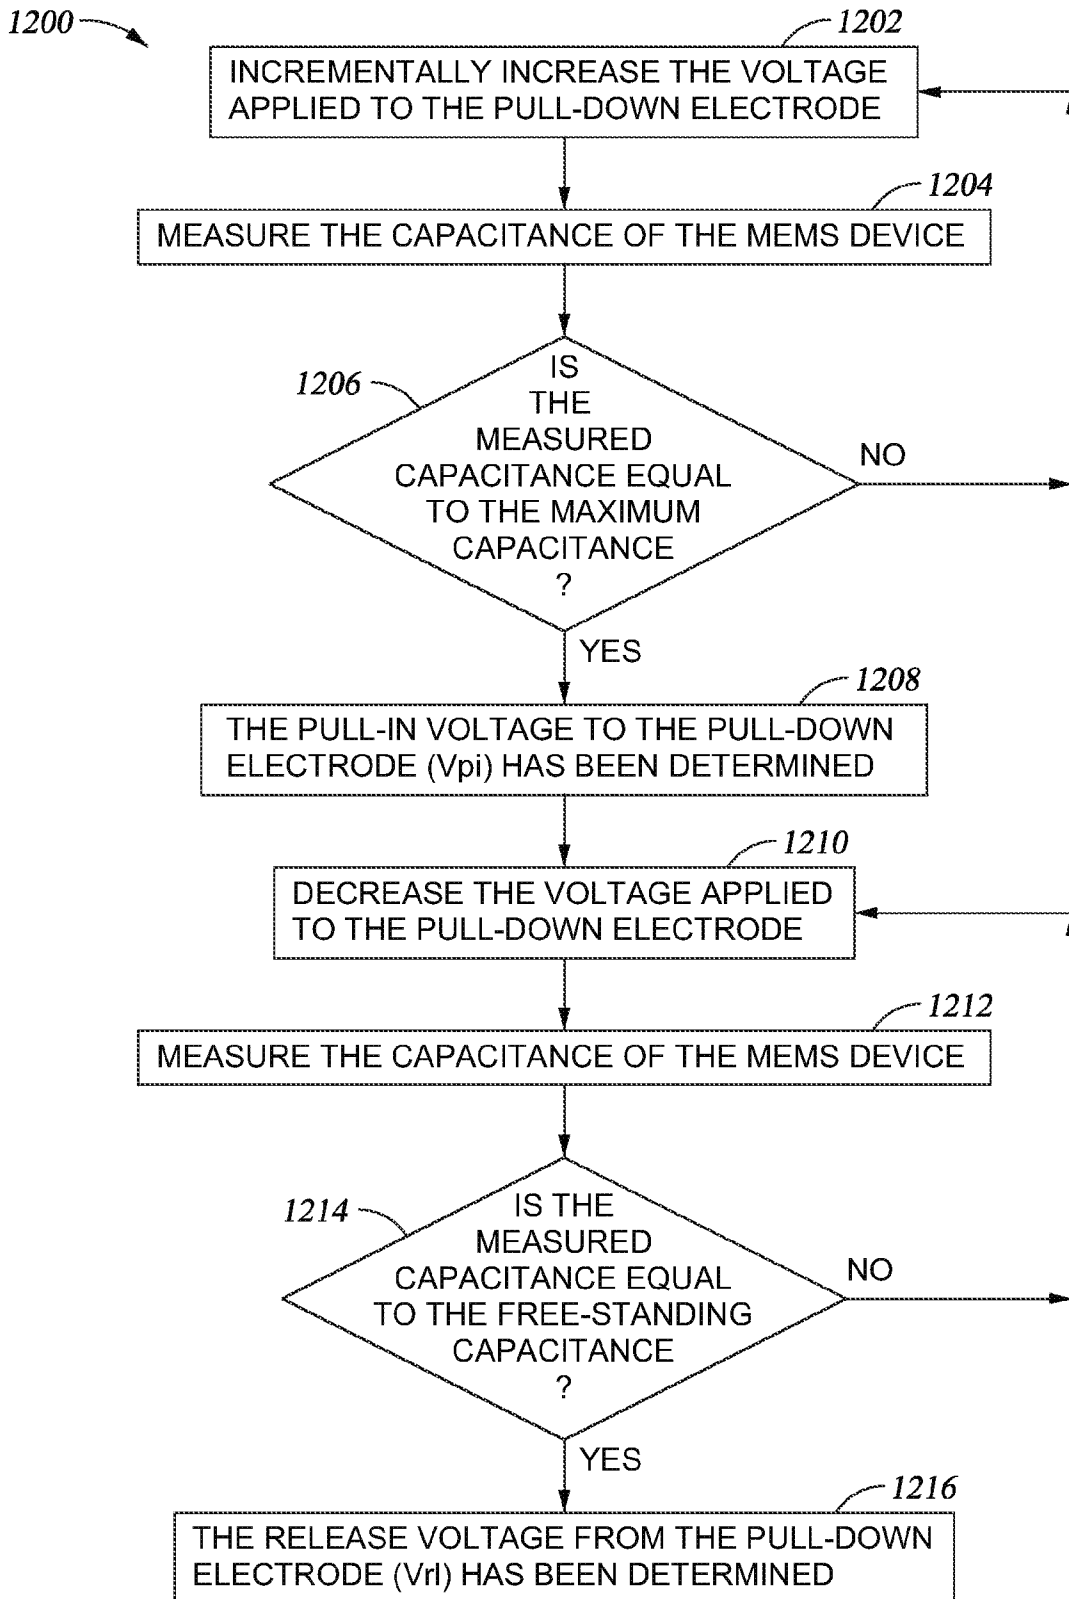 1200
1202
INCREMENTALLY INCREASE THE VOLTAGE
APPLIED TO THE PULL-DOWN ELECTRODE
1204
MEASURE THE CAPACITANCE OF THE MEMS DEVICE
1206
IS
THE
MEASURED
CAPACITANCE EQUAL
TO THE MAXIMUM
CAPACITANCE
?
NO
YES
1208
THE PULL-IN VOLTAGE TO THE PULL-DOWN
ELECTRODE (Vpi) HAS BEEN DETERMINED
1210
DECREASE THE VOLTAGE APPLIED
TO THE PULL-DOWN ELECTRODE
1212
MEASURE THE CAPACITANCE OF THE MEMS DEVICE
1214
IS THE
MEASURED
CAPACITANCE EQUAL
TO THE FREE-STANDING
CAPACITANCE
?
NO
YES
1216
THE RELEASE VOLTAGE FROM THE PULL-DOWN
ELECTRODE (Vrl) HAS BEEN DETERMINED